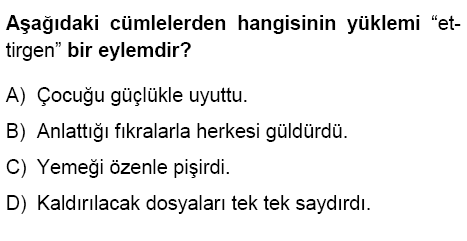 Aşağıdaki cümlelerden hangisinin yüklemi “et-
tirgen” bir eylemdir?
A) Çocuğu güçlükle uyuttu.
B) Anlattığı fıkralarla herkesi güldürdü.
C) Yemeği özenle pişirdi.
D) Kaldırılacak dosyaları tek tek saydırdı.